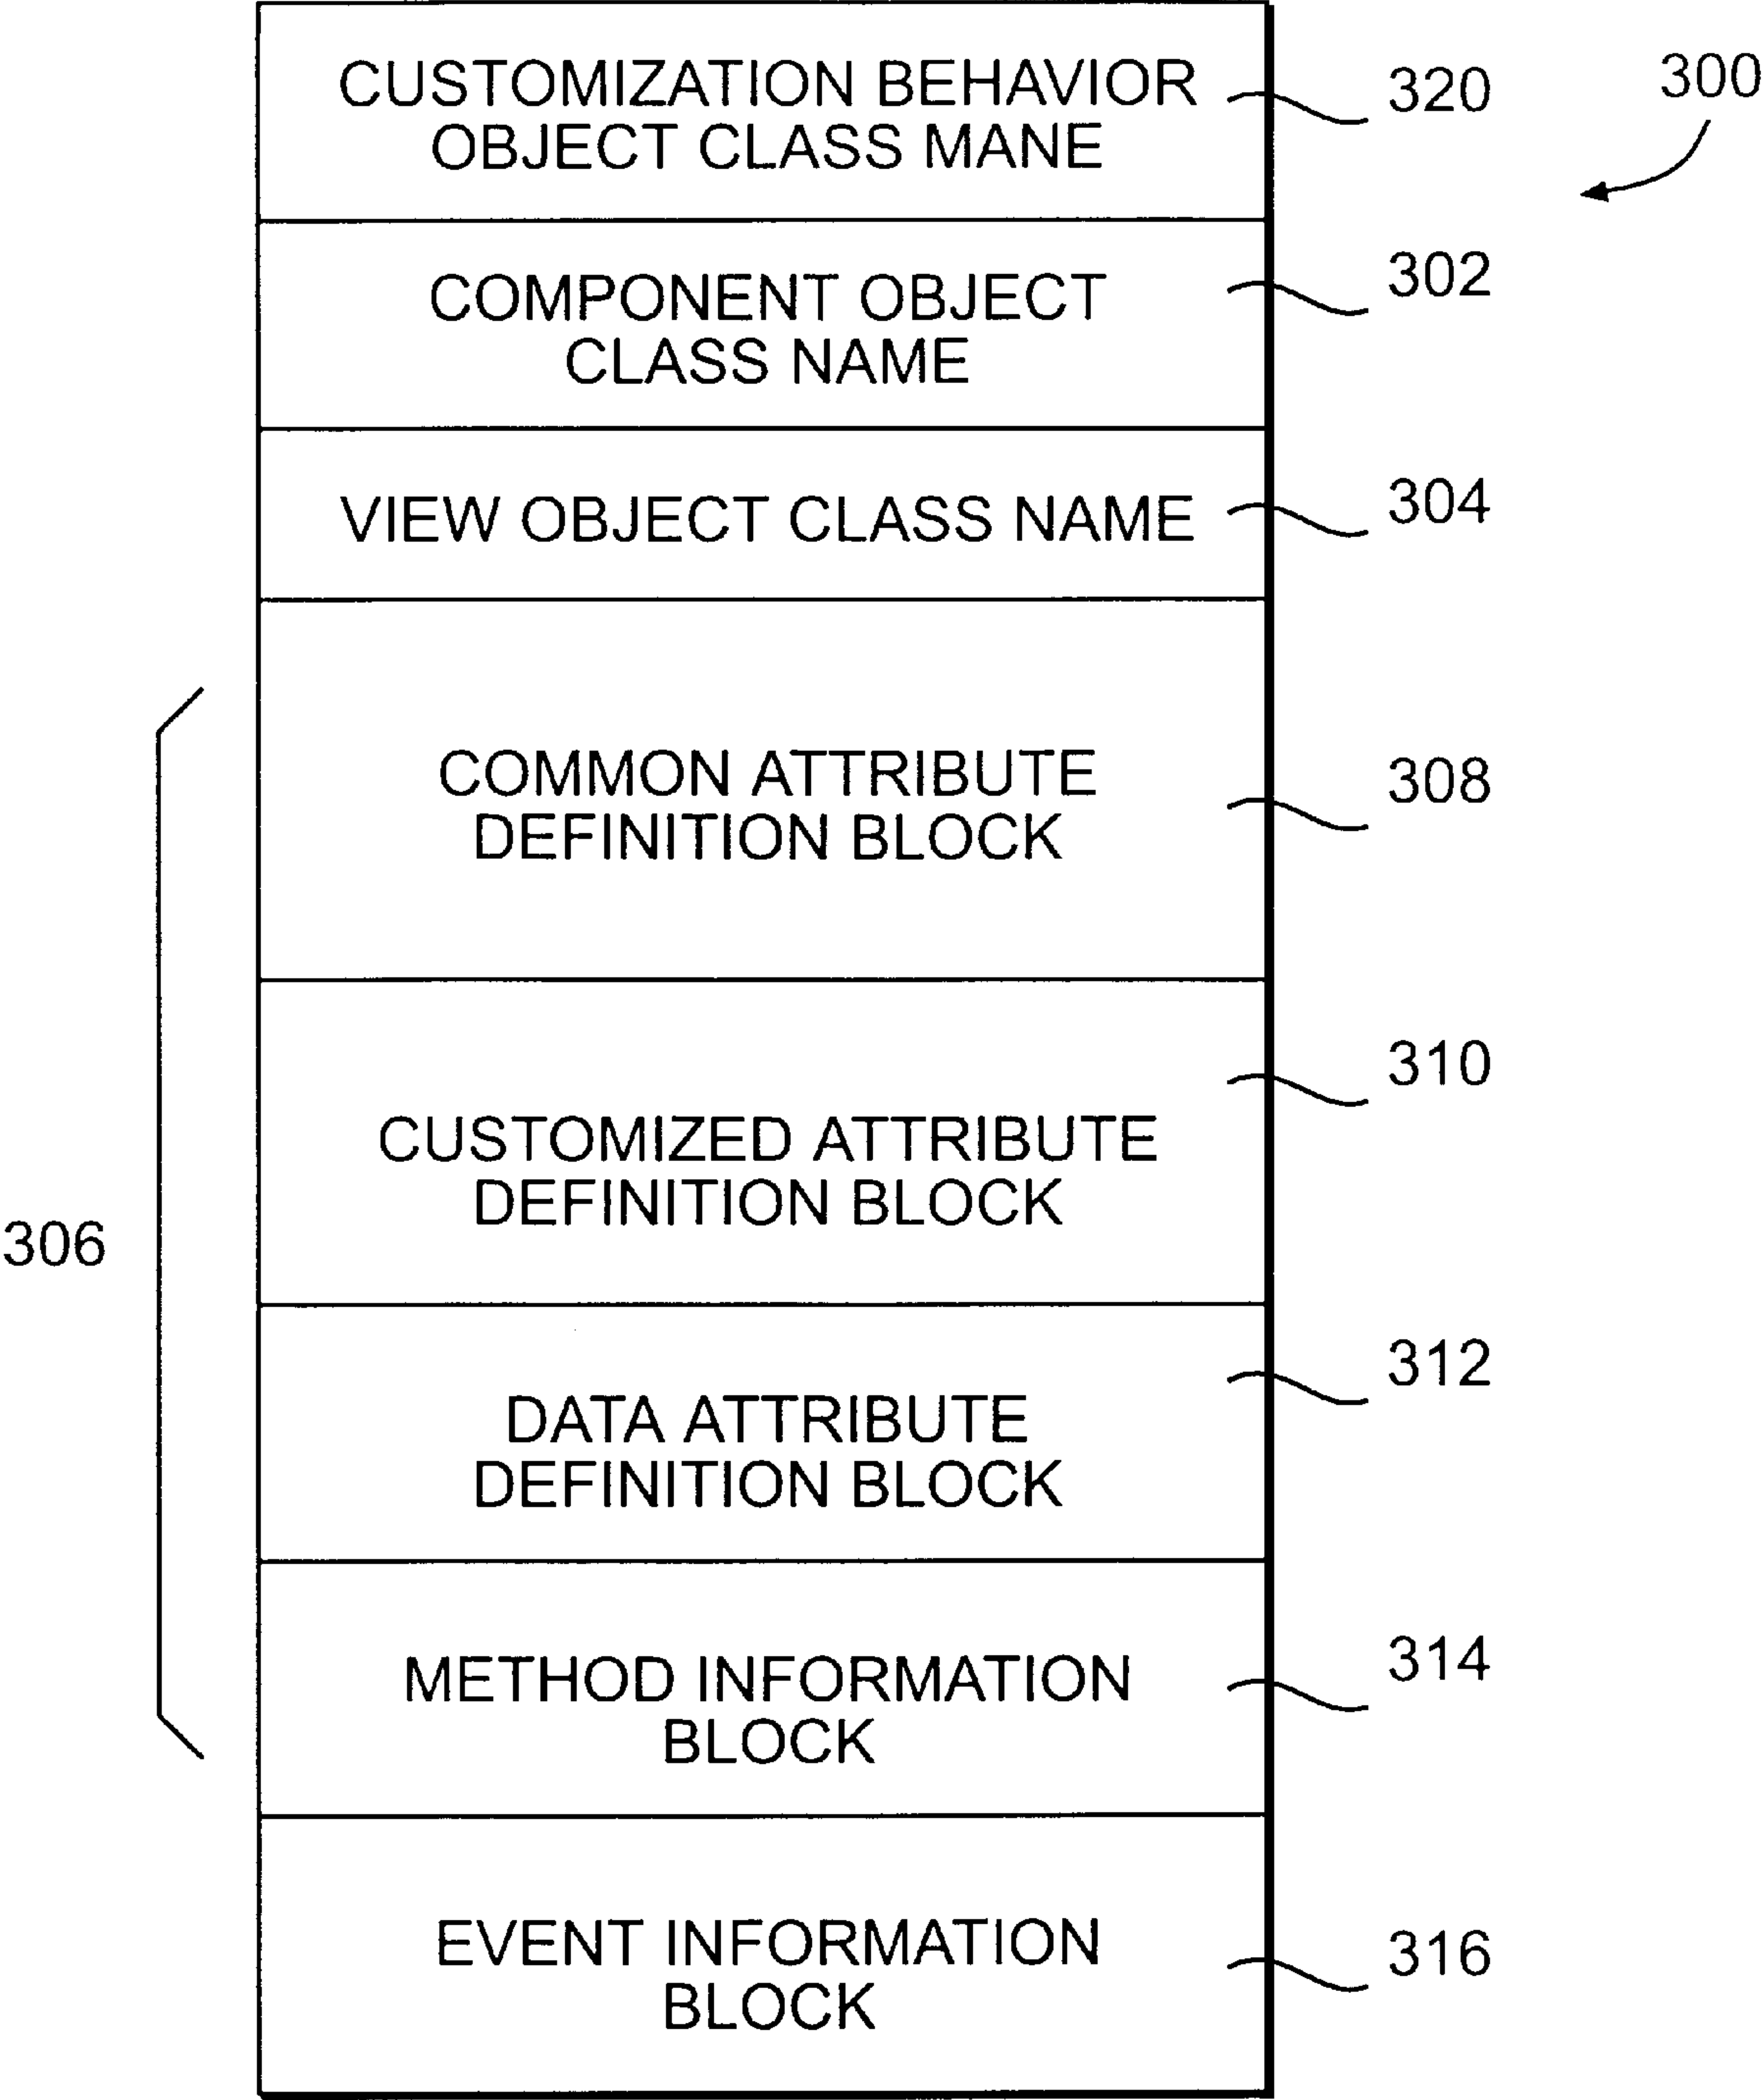 CUSTOMIZATION BEHAVIOR
OBJECT CLASS MANE
320
300
COMPONENT OBJECT
CLASS NAME
302
VIEW OBJECT CLASS NAME
304
COMMON ATTRIBUTE
DEFINITION BLOCK
308
CUSTOMIZED ATTRIBUTE
DEFINITION BLOCK
310
306
DATA ATTRIBUTE
DEFINITION BLOCK
312
METHOD INFORMATION
BLOCK
314
EVENT INFORMATION
BLOCK
316